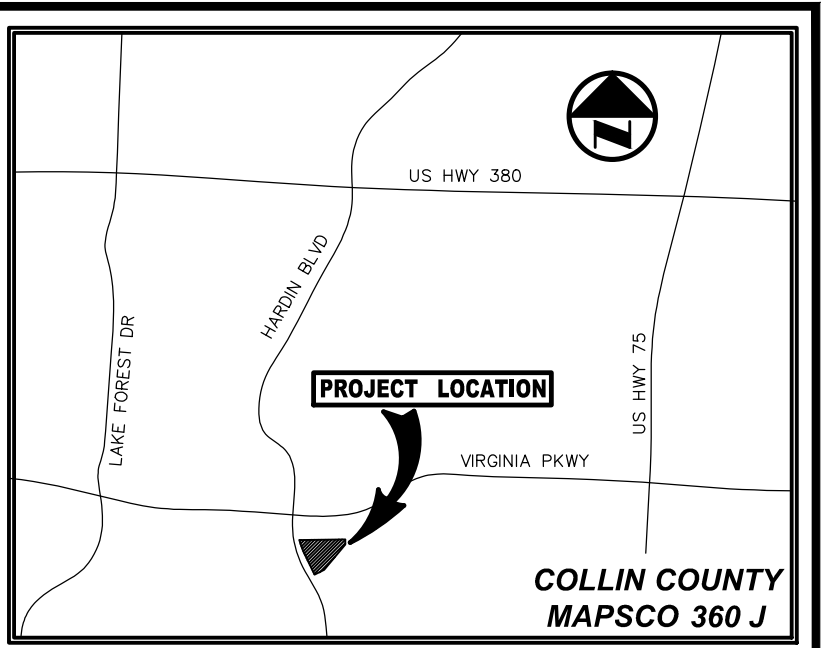 N
US HWY 380
HARDIN BLVD
LAKE FOREST DR
US HWY 75
PROJECT LOCATION
VIRGINIA PKWY
COLLIN COUNTY
MAPSCO 360 J